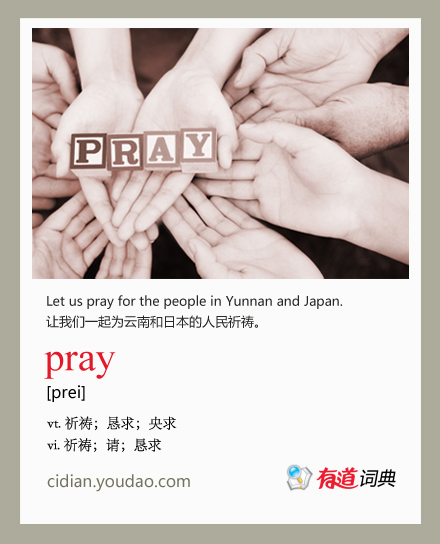 PRAY
Let us pray for the people in Yunnan and Japan.
让我们一起为云南和日本的人民祈祷。
pray
[prei]
vt. 祈祷；恳求；央求
vi. 祈祷；请；恳求
cidian.youdao.com
有道词典